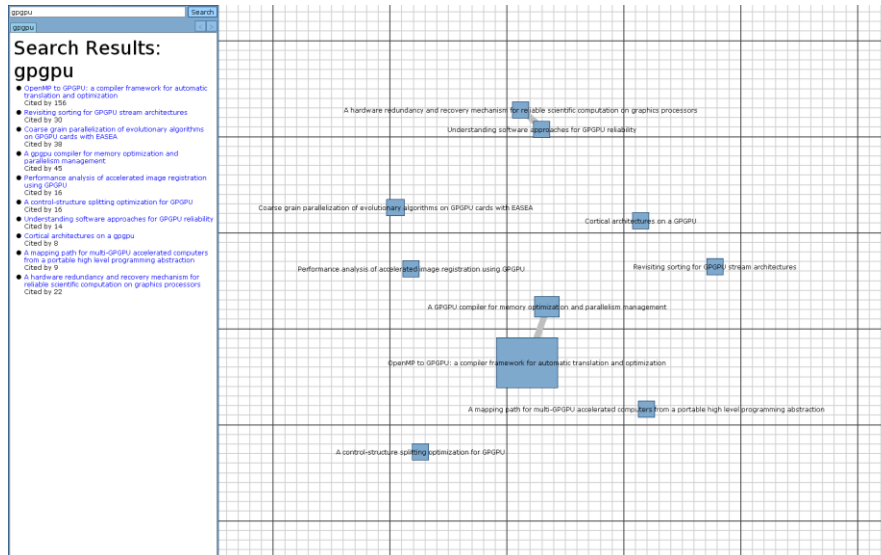 gpgpu
Search
gpgpu
< >
Search Results:
gpgpu
OpenMP to GPGPU: a compiler framework for automatic
translation and optimization
Cited by 156
Revisiting sorting for GPGPU stream architectures
Cited by 30
Coarse grain parallelization of evolutionary algorithms
on GPGPU cards with EASEA
Cited by 38
A gpgpu compiler for memory optimization and
parallelism management
Cited by 45
Performance analysis of accelerated image registration
using GPGPU
Cited by 16
A control-structure splitting optimization for GPGPU
Cited by 16
Understanding software approaches for GPGPU reliability
Cited by 14
Cortical architectures on a gpgpu
Cited by 8
A mapping path for multi-GPGPU accelerated computers
from a portable high level programming abstraction
Cited by 9
A hardware redundancy and recovery mechanism for
reliable scientific computation on graphics processors
Cited by 22
A hardware redundancy and recovery mechanism for reliable scientific computation on graphics processors
Understanding software approaches for GPGPU reliability
Coarse grain parallelization of evolutionary algorithms on GPGPU cards with EASEA
Cortical architectures on a GPGPU
Performance analysis of accelerated image registration using GPGPU
Revisiting sorting for GPGPU stream architectures
A GPGPU compiler for memory optimization and parallelism management
OpenMP to GPGPU: a compiler framework for automatic translation and optimization
A mapping path for multi-GPGPU accelerated computers from a portable high level programming abstraction
A control-structure splitting optimization for GPGPU